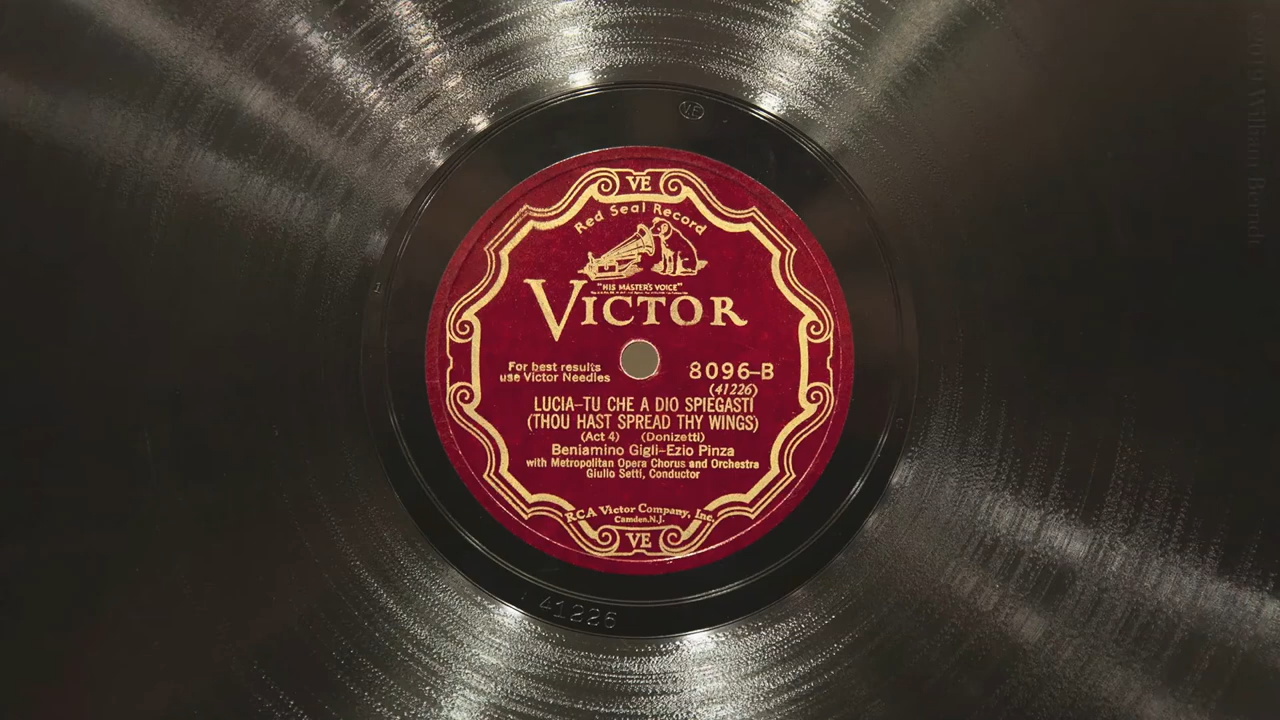 VE
VE
Red Seal Record
"HIS MASTER'S VOICE"
VICTOR
For best results
use Victor Needles
8096-B
(41226)
LUCIA-TU CHE A DIO SPIEGASTI
(THOU HAST SPREAD THY WINGS)
(Act 4) (Donizetti)
Beniamino Gigli-Ezio Pinza
with Metropolitan Opera Chorus and Orchestra
Giulio Setti, Conductor
RCA Victor Company, Inc.
Camden.N.J.
VE
41226